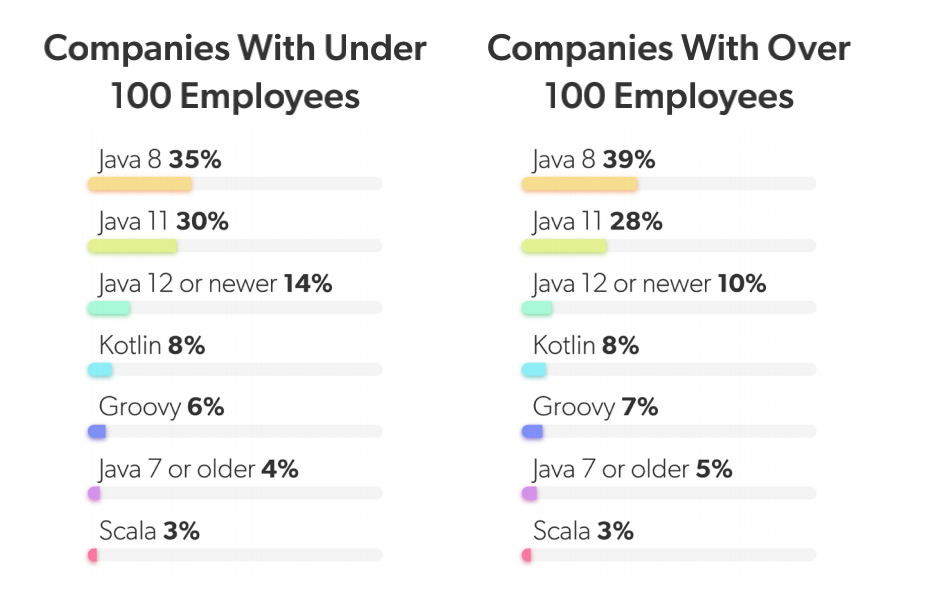 Companies With Under
100 Employees
Java 8 35%
Java 11 30%
Java 12 or newer 14%
Kotlin 8%
Groovy 6%
Java 7 or older 4%
Scala 3%
Companies With Over
100 Employees
Java 8 39%
Java 11 28%
Java 12 or newer 10%
Kotlin 8%
Groovy 7%
Java 7 or older 5%
Scala 3%